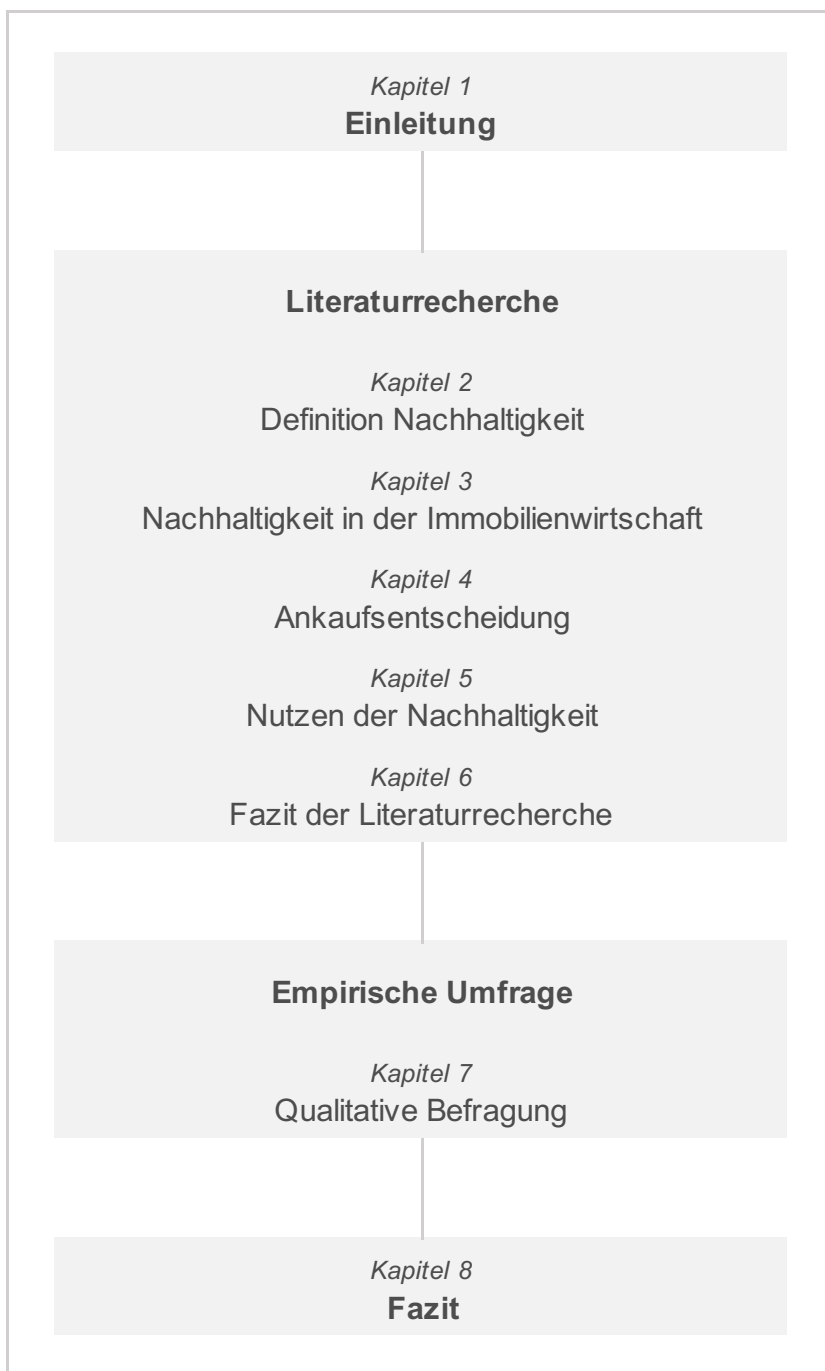 Kapitel 1
Einleitung
Literaturrecherche
Kapitel 2
Definition Nachhaltigkeit
Kapitel 3
Nachhaltigkeit in der Immobilienwirtschaft
Kapitel 4
Ankaufsentscheidung
Kapitel 5
Nutzen der Nachhaltigkeit
Kapitel 6
Fazit der Literaturrecherche
Empirische Umfrage
Kapitel 7
Qualitative Befragung
Kapitel 8
Fazit